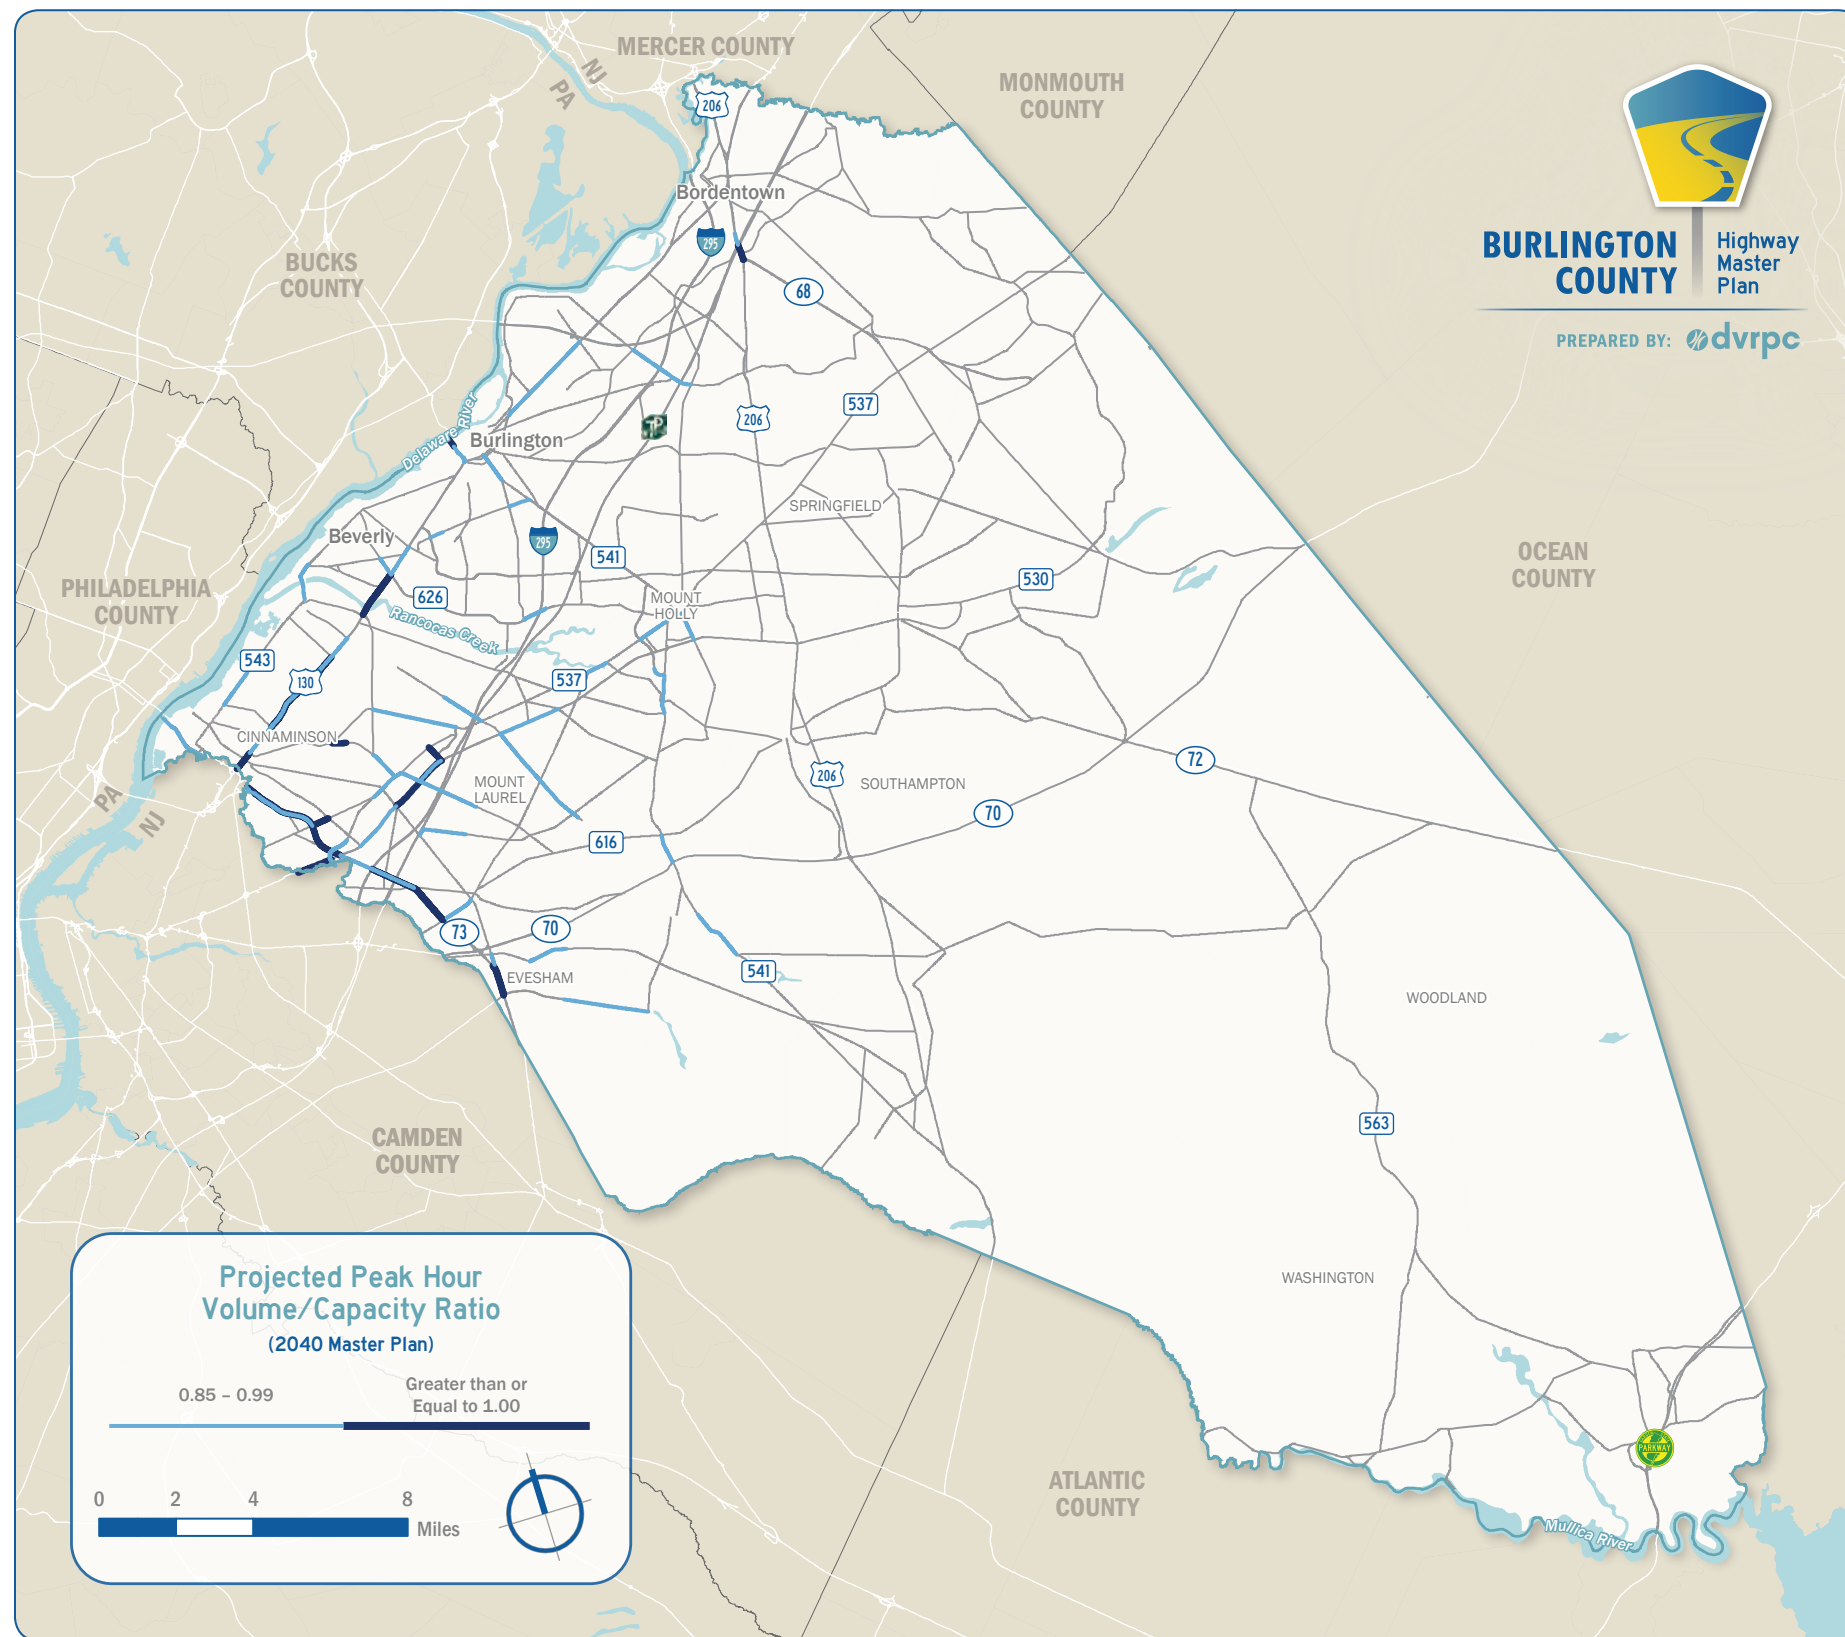 MERCER COUNTY
NJ
PA
MONMOUTH
COUNTY
206
Bordentown
295
BUCKS
COUNTY
68
BURLINGTON
COUNTY
Highway
Master
Plan
PREPARED BY: dvrpc
537
206
Delaware River
Burlington
TP
SPRINGFIELD
Beverly
295
541
OCEAN
COUNTY
530
PHILADELPHIA
COUNTY
626
MOUNT
HOLLY
Rancocas Creek
543
130
537
CINNAMINSON
72
206
SOUTHAMPTON
MOUNT
LAUREL
PA
NJ
70
616
73
70
541
EVESHAM
WOODLAND
563
CAMDEN
COUNTY
WASHINGTON
Projected Peak Hour
Volume/Capacity Ratio
(2040 Master Plan)
0.85 – 0.99
Greater than or
Equal to 1.00
0 2 4 8
Miles
ATLANTIC
COUNTY
PARKWAY
Mullica River